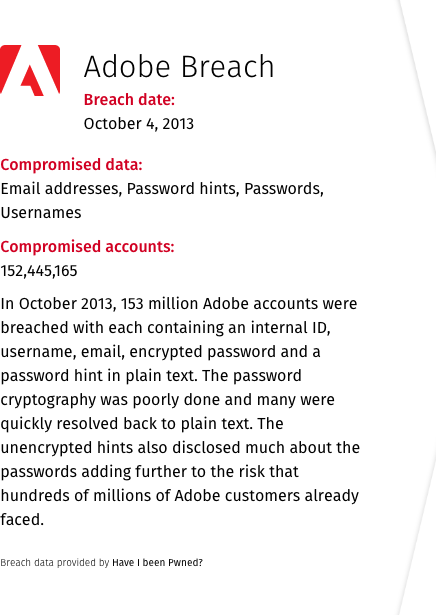 Adobe Breach
Breach date:
October 4, 2013
Compromised data:
Email addresses, Password hints, Passwords,
Usernames
Compromised accounts:
152,445,165
In October 2013, 153 million Adobe accounts were
breached with each containing an internal ID,
username, email, encrypted password and a
password hint in plain text. The password
cryptography was poorly done and many were
quickly resolved back to plain text. The
unencrypted hints also disclosed much about the
passwords adding further to the risk that
hundreds of millions of Adobe customers already
faced.
Breach data provided by Have I been Pwned?